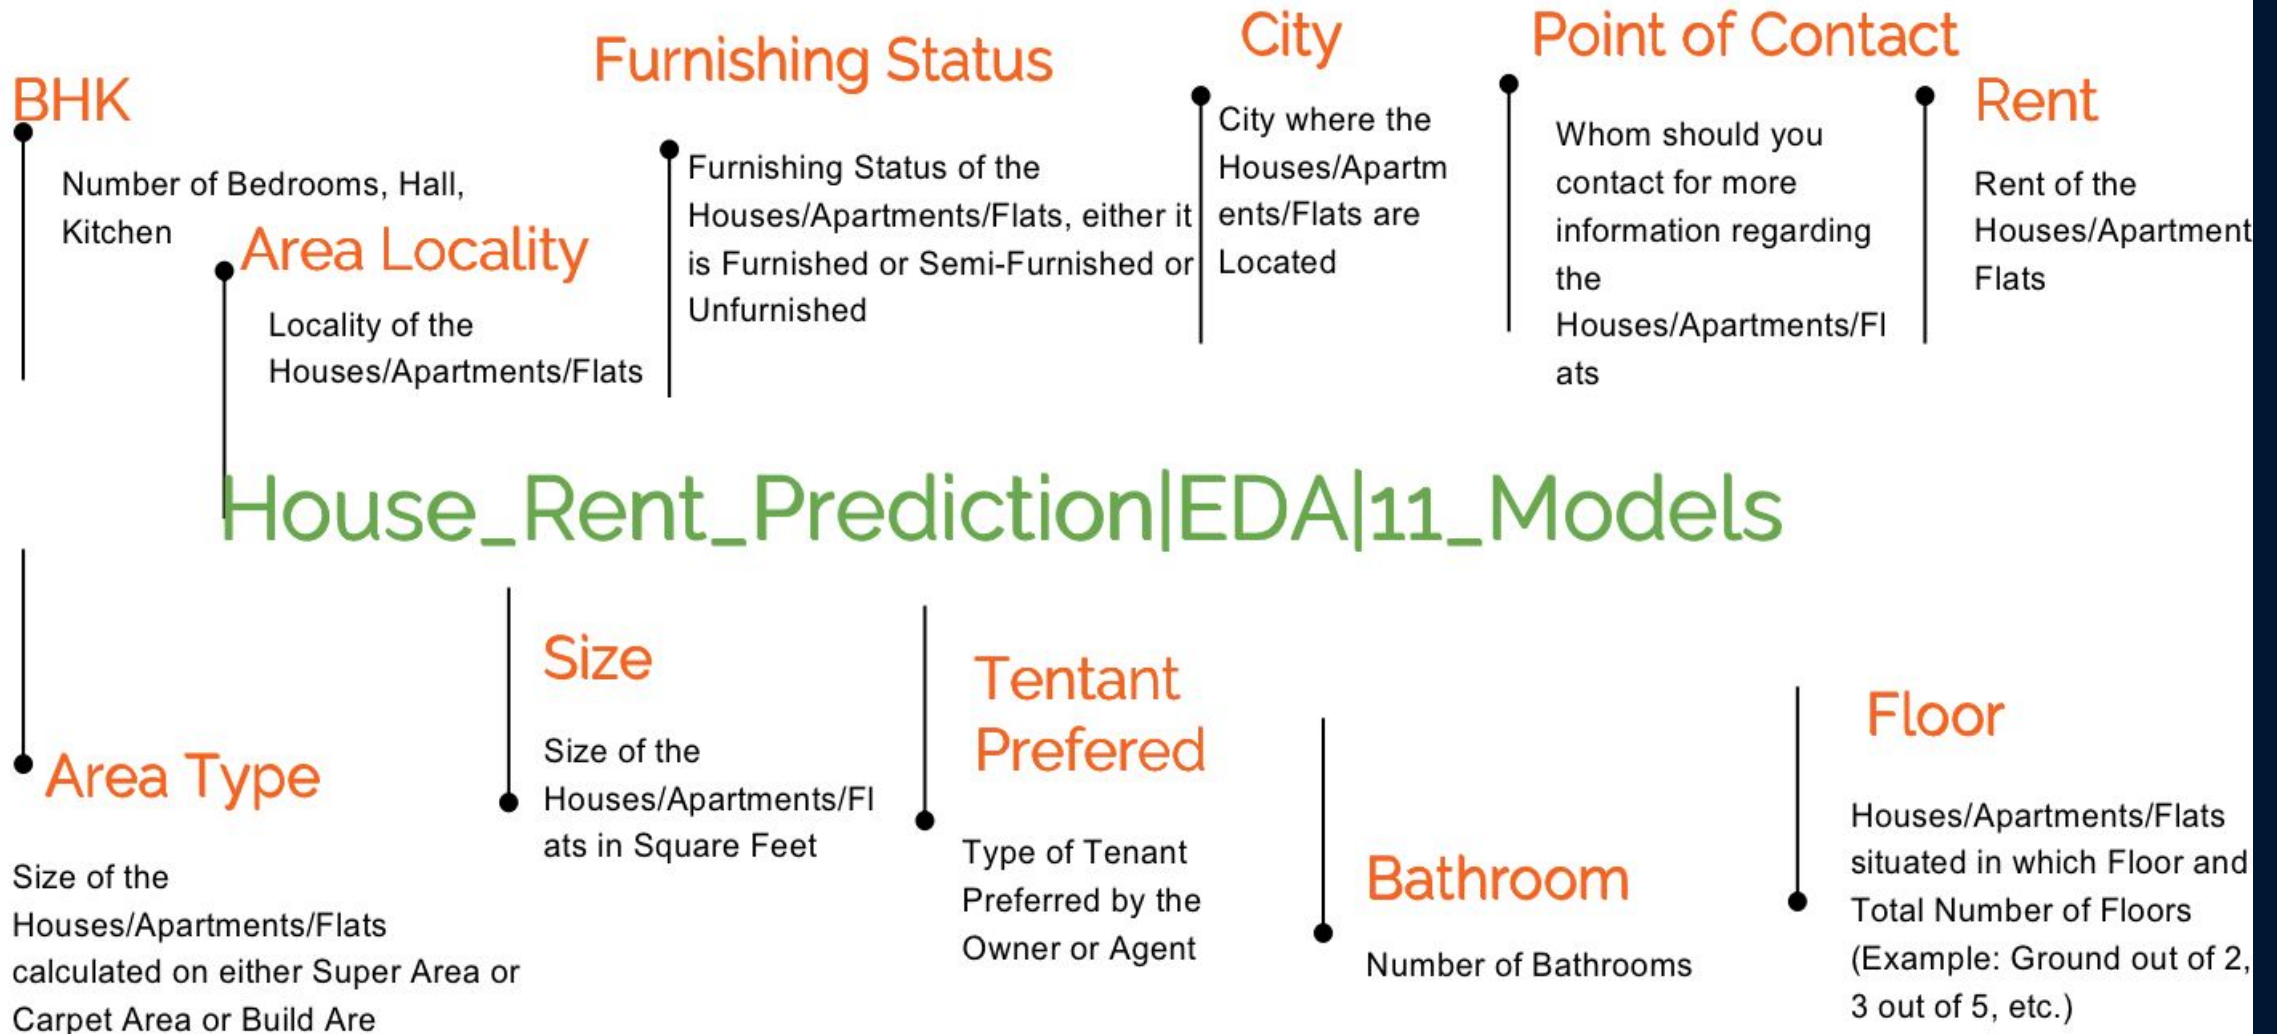 BHK
Number of Bedrooms, Hall,
Kitchen
Area Locality
Locality of the
Houses/Apartments/Flats
Furnishing Status
Furnishing Status of the
Houses/Apartments/Flats, either it
is Furnished or Semi-Furnished or
Unfurnished
City
City where the
Houses/Apartm
ents/Flats are
Located
Point of Contact
Whom should you
contact for more
information regarding
the
Houses/Apartments/Fl
ats
Rent
Rent of the
Houses/Apartment
Flats
House_Rent_Prediction|EDA|11_Models
Area Type
Size of the
Houses/Apartments/Flats
calculated on either Super Area or
Carpet Area or Build Are
Size
Size of the
Houses/Apartments/Fl
ats in Square Feet
Tentant
Prefered
Type of Tenant
Preferred by the
Owner or Agent
Bathroom
Number of Bathrooms
Floor
Houses/Apartments/Flats
situated in which Floor and
Total Number of Floors
(Example: Ground out of 2,
3 out of 5, etc.)